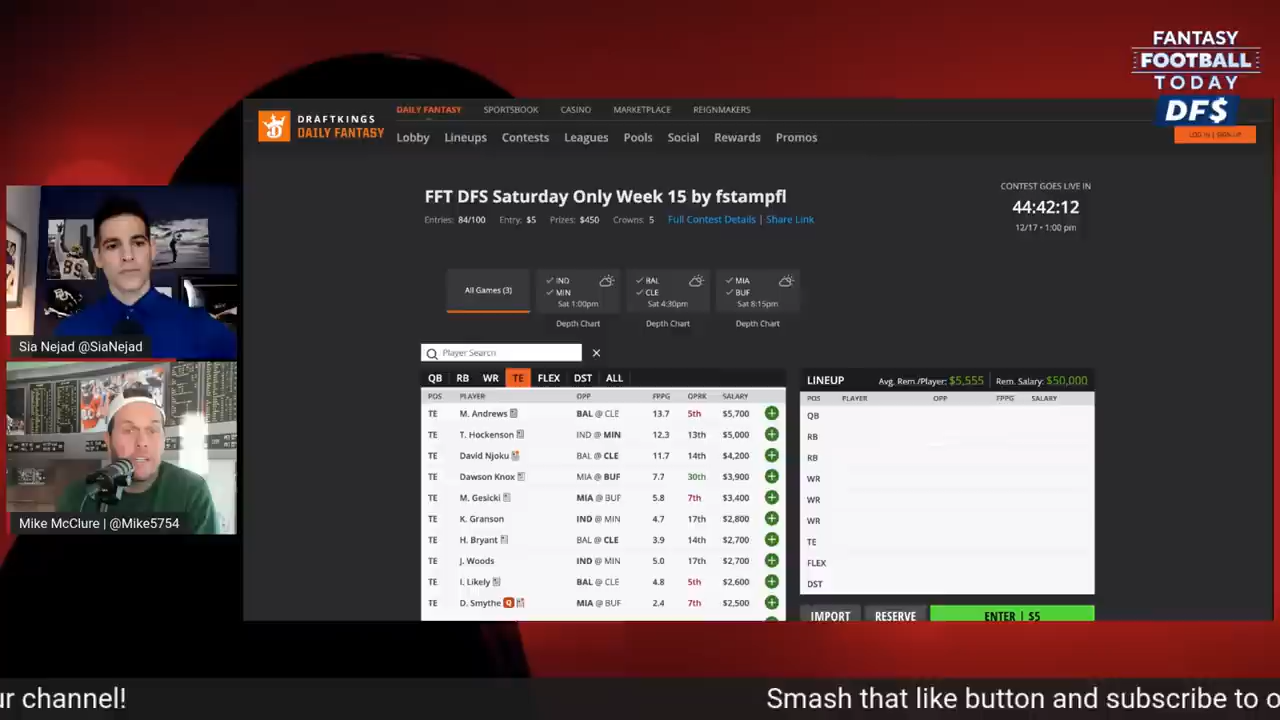 FANTASY
FOOTBALL
TODAY
DF$
DRAFTKINGS
DAILY FANTASY
DAILY FANTASY SPORTSBOOK CASINO MARKETPLACE REIGNMAKERS
Lobby Lineups Contests Leagues Pools Social Rewards Promos
LOG IN | SIGN UP
FFT DFS Saturday Only Week 15 by fstampfl
Entries: 84/100 Entry: $5 Prizes: $450 Crowns: 5 Full Contest Details | Share Link
CONTEST GOES LIVE IN
44:42:12
12/17 • 1:00 pm
All Games (3)
IND
MIN
Sat 1:00pm
Depth Chart
BAL
CLE
Sat 4:30pm
Depth Chart
MIA
BUF
Sat 8:15pm
Depth Chart
Player Search
QB RB WR TE FLEX DST ALL
POS PLAYER OPP FPPG OPRK SALARY
TE M. Andrews BAL @ CLE 13.7 5th $5,700
TE T. Hockenson IND @ MIN 12.3 13th $5,000
TE David Njoku BAL @ CLE 11.7 14th $4,200
TE Dawson Knox MIA @ BUF 7.7 30th $3,900
TE M. Gesicki MIA @ BUF 5.8 7th $3,400
TE K. Granson IND @ MIN 4.7 17th $2,800
TE H. Bryant BAL @ CLE 3.9 14th $2,700
TE J. Woods IND @ MIN 5.0 17th $2,700
TE I. Likely BAL @ CLE 4.8 5th $2,600
TE D. Smythe Q MIA @ BUF 2.4 7th $2,500
LINEUP Avg. Rem./Player: $5,555 Rem. Salary: $50,000
POS PLAYER OPP FPPG SALARY
QB
RB
RB
WR
WR
WR
TE
FLEX
DST
IMPORT RESERVE ENTER | $5
89
Sia Nejad @SiaNejad
Mike McClure | @Mike5754
ur channel! Smash that like button and subscribe to o